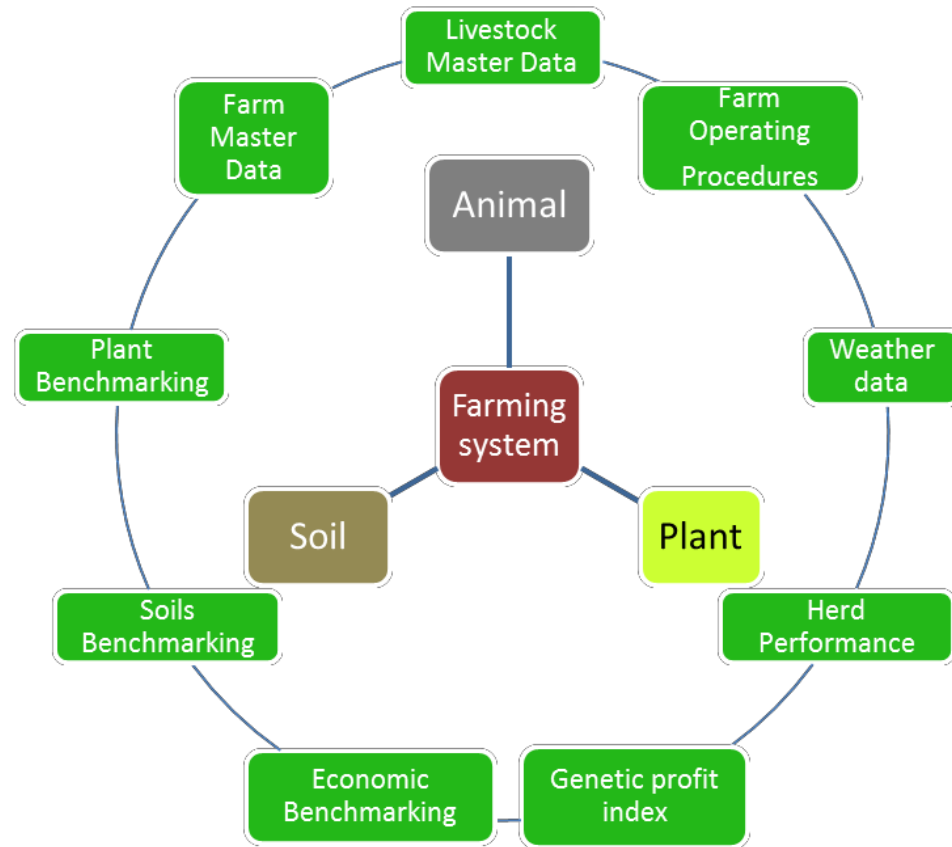 Livestock
Master Data
Farm
Operating
Procedures
Farm
Master
Data
Animal
Plant
Benchmarking
Weather
data
Farming
system
Soil
Plant
Soils
Benchmarking
Herd
Performance
Economic
Benchmarking
Genetic profit
index